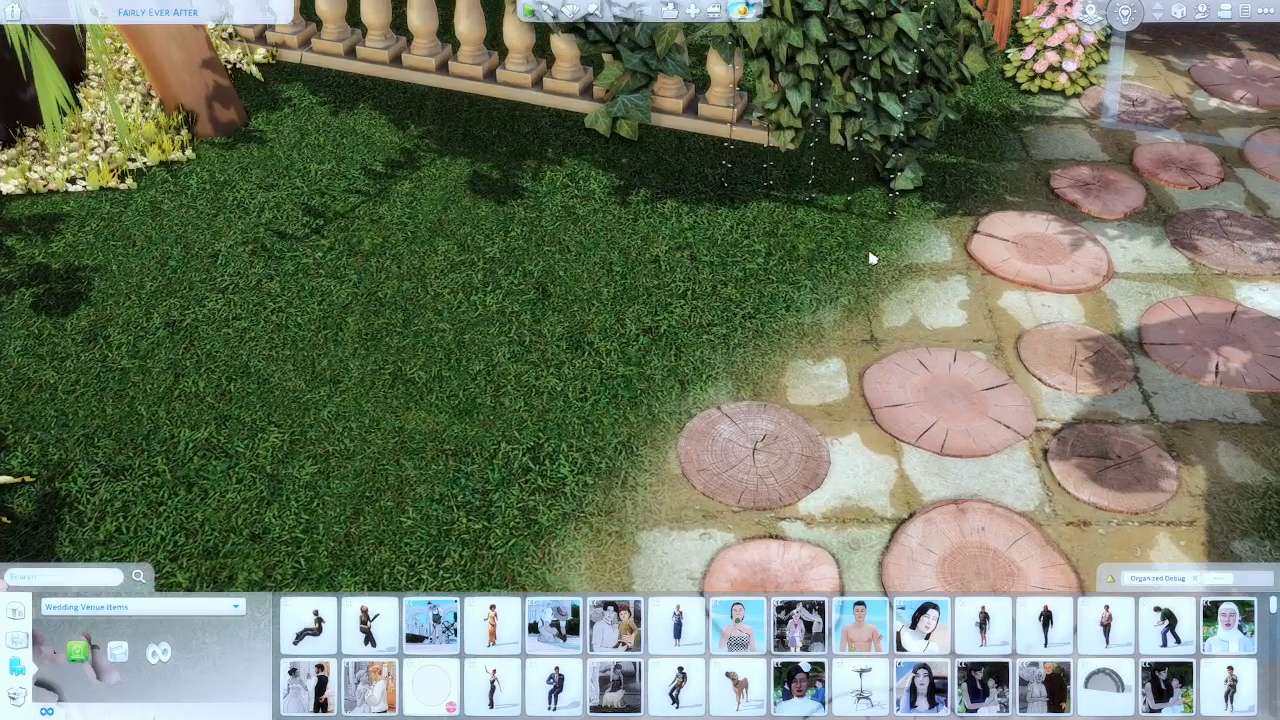 Fairly Ever After
Search
Organized Debug
Wedding Venue Items